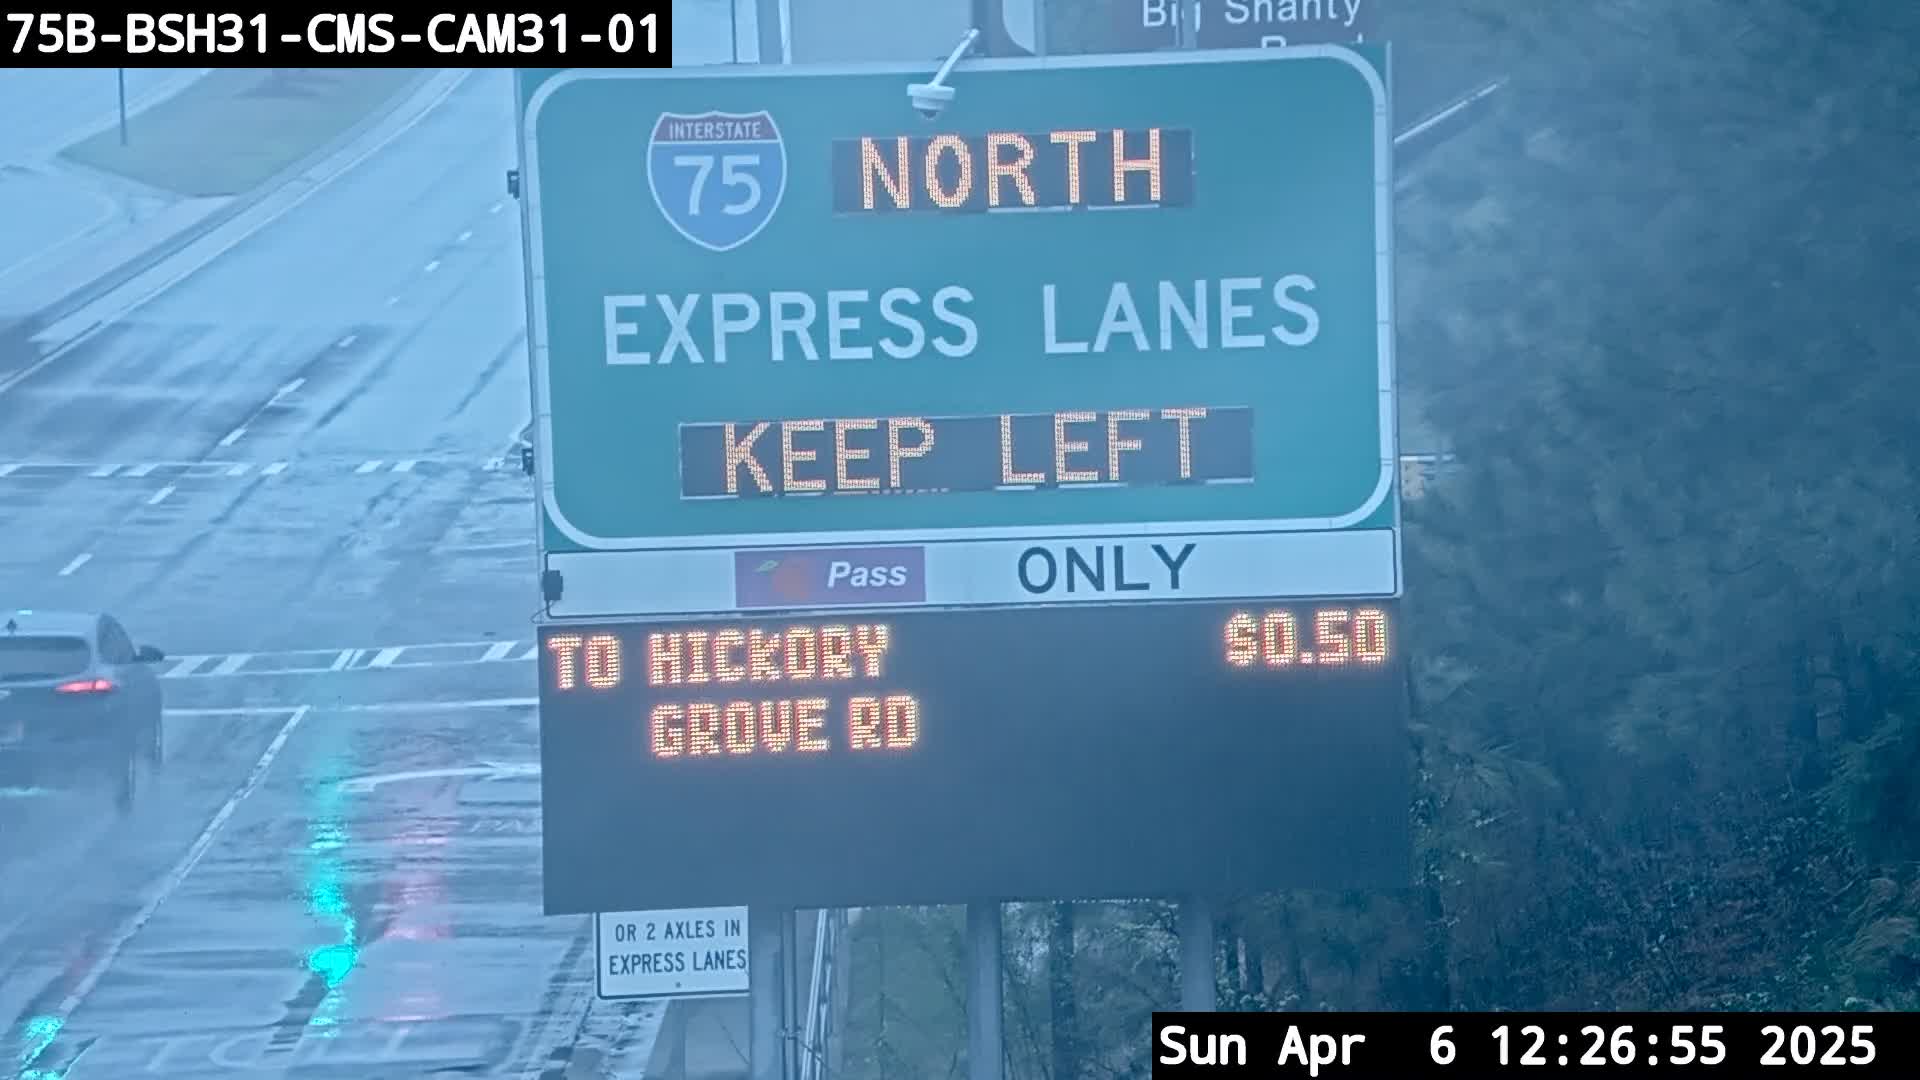 75B-BSH31-CMS-CAM31-01
Big Shanty
INTERSTATE
75
NORTH
EXPRESS LANES
KEEP LEFT
Pass
ONLY
TO HICKORY
$0.50
GROVE RD
OR 2 AXLES IN
EXPRESS LANES
Sun Apr 6 12:26:55 2025